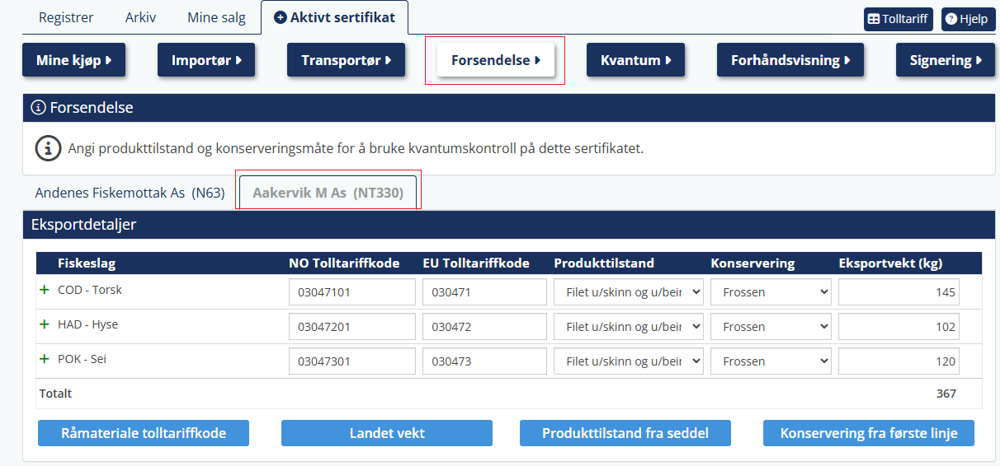 Registrer Arkiv Mine salg Aktivt sertifikat Tolltariff Hjelp
Mine kjøp Importør Transportør Forsendelse Kvantum Forhåndsvisning Signering
Forsendelse
Angi produkttilstand og konserveringsmåte for å bruke kvantumskontroll på dette sertifikatet.
Andenes Fiskemottak As (N63) Aakervik M As (NT330)
Eksportdetaljer
Fiskeslag NO Tolltariffkode EU Tolltariffkode Produkttilstand Konservering Eksportvekt (kg)
+ COD - Torsk 03047101 030471 Filet u/skinn og u/beir Frossen 145
+ HAD - Hyse 03047201 030472 Filet u/skinn og u/beir Frossen 102
+ POK - Sei 03047301 030473 Filet u/skinn og u/beir Frossen 120
Totalt 367
Råmateriale tolltariffkode Landet vekt Produkttilstand fra seddel Konservering fra første linje